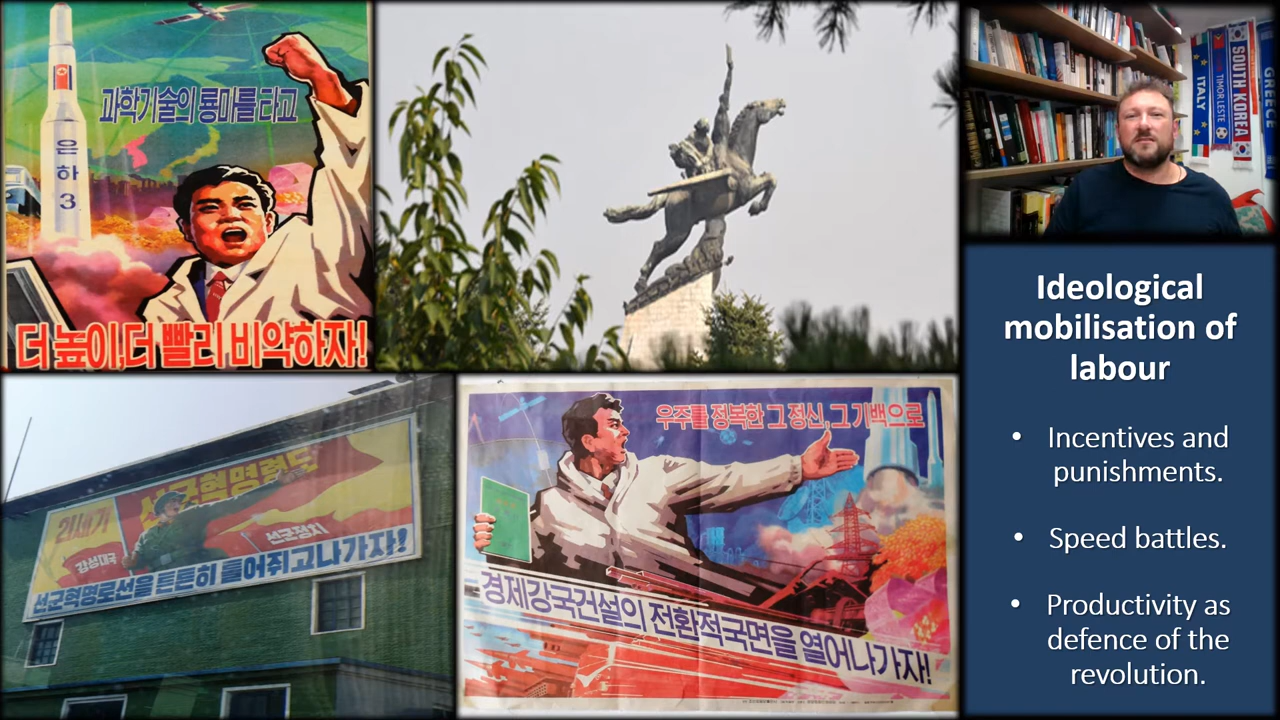 과학기술의 룡마를 타고
은
하
3
더 높이, 더 빨리 비약하자!
ITALY
TIMOR LESTE
SOUTH KOREA
GREECE
Ideological
mobilisation of
labour
• Incentives and
punishments.
• Speed battles.
• Productivity as
defence of the
revolution.
21세기
선군혁명령도
강성대국
선군정치
선군혁명로선을 튼튼히 틀어쥐고나가자!
우주를 정복한 그 정신, 그 기백으로
경제강국건설의 전환적국면을 열어나가자!